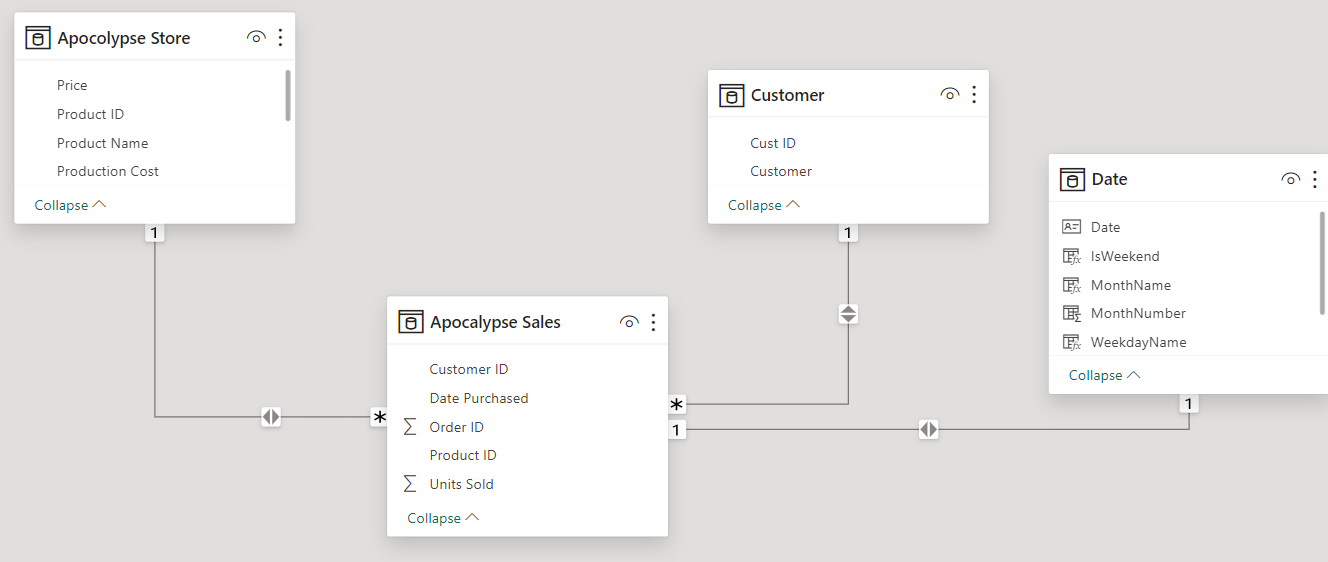 Apocolypse Store
Price
Product ID
Product Name
Production Cost
Collapse
1
Customer
Cust ID
Customer
Collapse
1
Date
Date
IsWeekend
MonthName
MonthNumber
WeekdayName
Collapse
1
Apocalypse Sales
Customer ID
Date Purchased
Σ Order ID
Product ID
Σ Units Sold
Collapse
*
*
1